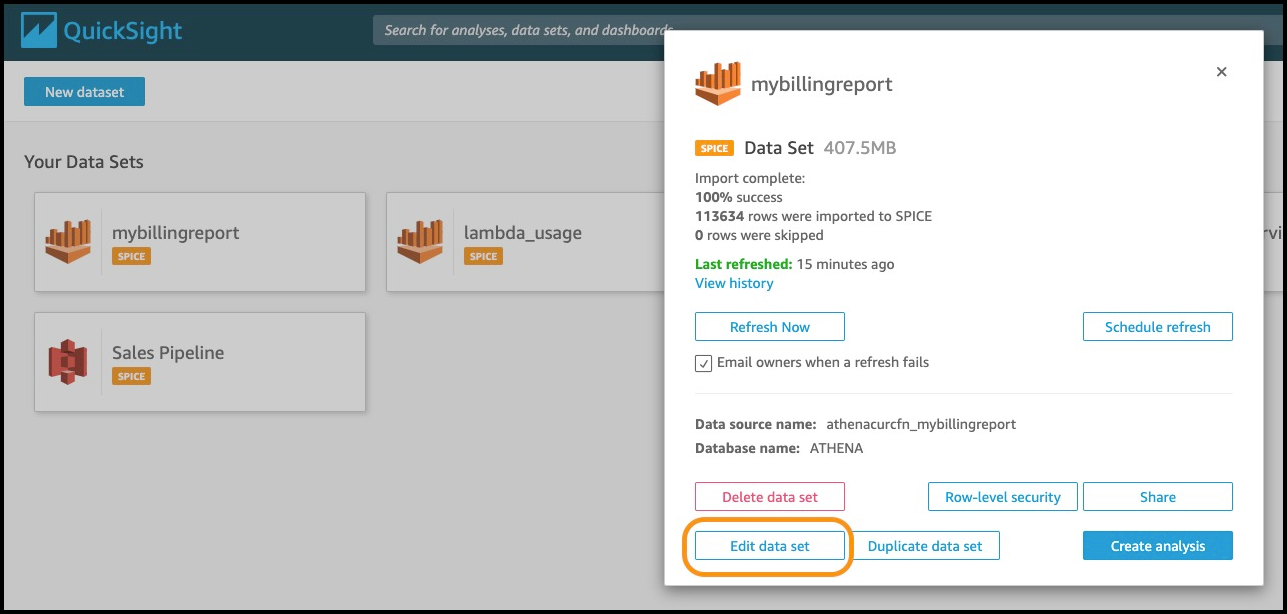 QuickSight
Search for analyses, data sets, and dashboards
New dataset
Your Data Sets
mybillingreport
SPICE
lambda_usage
SPICE
Sales Pipeline
SPICE
mybillingreport
×
SPICE Data Set 407.5MB
Import complete:
100% success
113634 rows were imported to SPICE
0 rows were skipped
Last refreshed: 15 minutes ago
View history
Refresh Now
Schedule refresh
Email owners when a refresh fails
Data source name: athenacurcfn_mybillingreport
Database name: ATHENA
Delete data set
Row-level security
Share
Edit data set
Duplicate data set
Create analysis